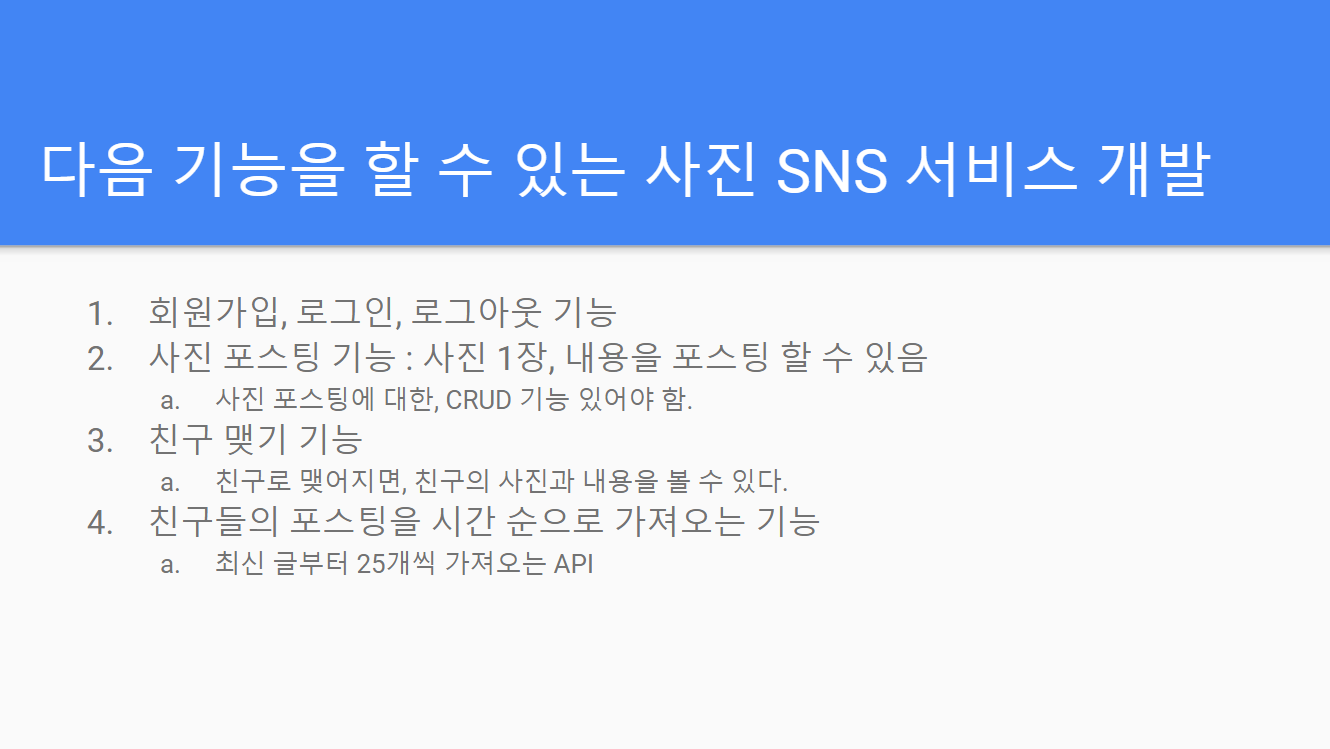 다음 기능을 할 수 있는 사진 SNS 서비스 개발
1. 회원가입, 로그인, 로그아웃 기능
2. 사진 포스팅 기능 : 사진 1장, 내용을 포스팅 할 수 있음
a. 사진 포스팅에 대한, CRUD 기능 있어야 함.
3. 친구 맺기 기능
a. 친구로 맺어지면, 친구의 사진과 내용을 볼 수 있다.
4. 친구들의 포스팅을 시간 순으로 가져오는 기능
a. 최신 글부터 25개씩 가져오는 API